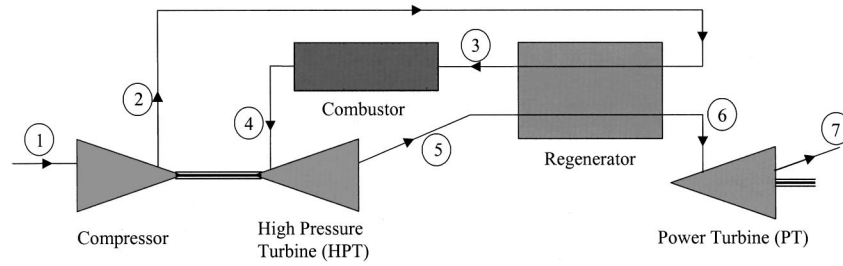 3
2
Combustor
1
4
6
7
5
Regenerator
Compressor
High Pressure
Turbine (HPT)
Power Turbine (PT)